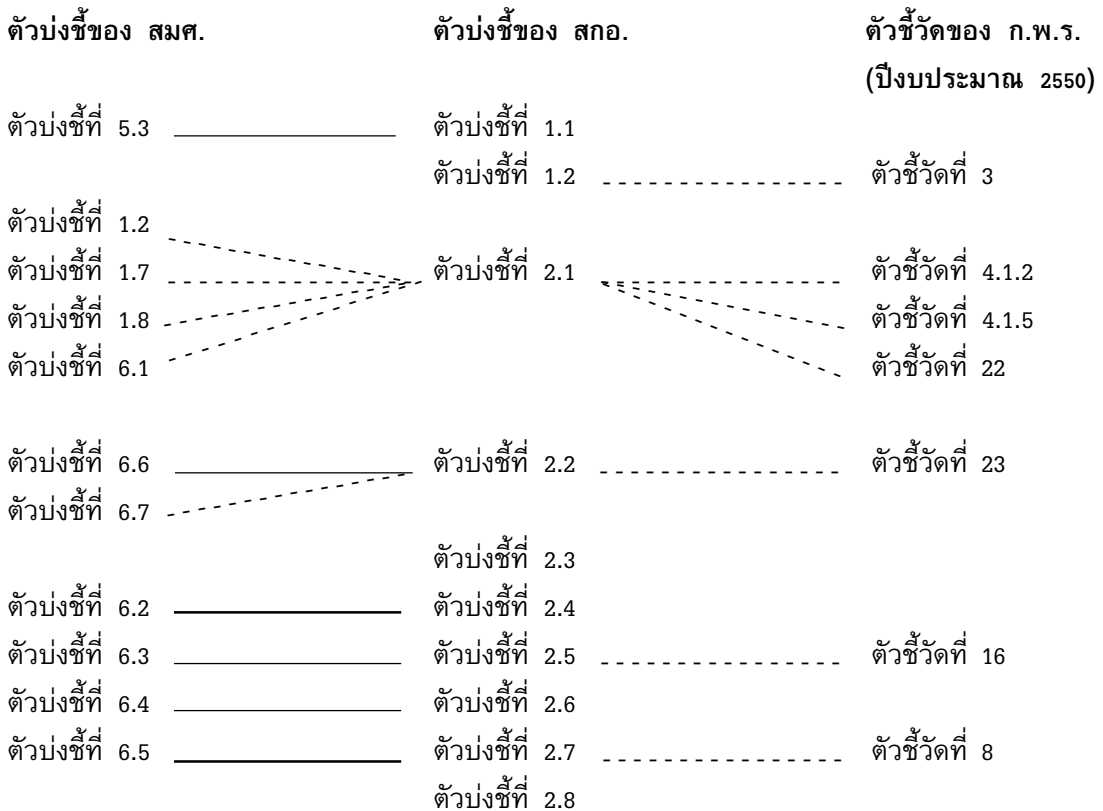 ตัวบ่งชี้ของ สมศ. ตัวบ่งชี้ของ สกอ. ตัวชี้วัดของ ก.พ.ร.
(ปีงบประมาณ 2550)
ตัวบ่งชี้ที่ 5.3 ตัวบ่งชี้ที่ 1.1
ตัวบ่งชี้ที่ 1.2 ตัวชี้วัดที่ 3
ตัวบ่งชี้ที่ 1.2
ตัวบ่งชี้ที่ 1.7 ตัวบ่งชี้ที่ 2.1 ตัวชี้วัดที่ 4.1.2
ตัวบ่งชี้ที่ 1.8 ตัวชี้วัดที่ 4.1.5
ตัวบ่งชี้ที่ 6.1 ตัวชี้วัดที่ 22
ตัวบ่งชี้ที่ 6.6 ตัวบ่งชี้ที่ 2.2 ตัวชี้วัดที่ 23
ตัวบ่งชี้ที่ 6.7
ตัวบ่งชี้ที่ 2.3
ตัวบ่งชี้ที่ 6.2 ตัวบ่งชี้ที่ 2.4
ตัวบ่งชี้ที่ 6.3 ตัวบ่งชี้ที่ 2.5 ตัวชี้วัดที่ 16
ตัวบ่งชี้ที่ 6.4 ตัวบ่งชี้ที่ 2.6
ตัวบ่งชี้ที่ 6.5 ตัวบ่งชี้ที่ 2.7 ตัวชี้วัดที่ 8
ตัวบ่งชี้ที่ 2.8